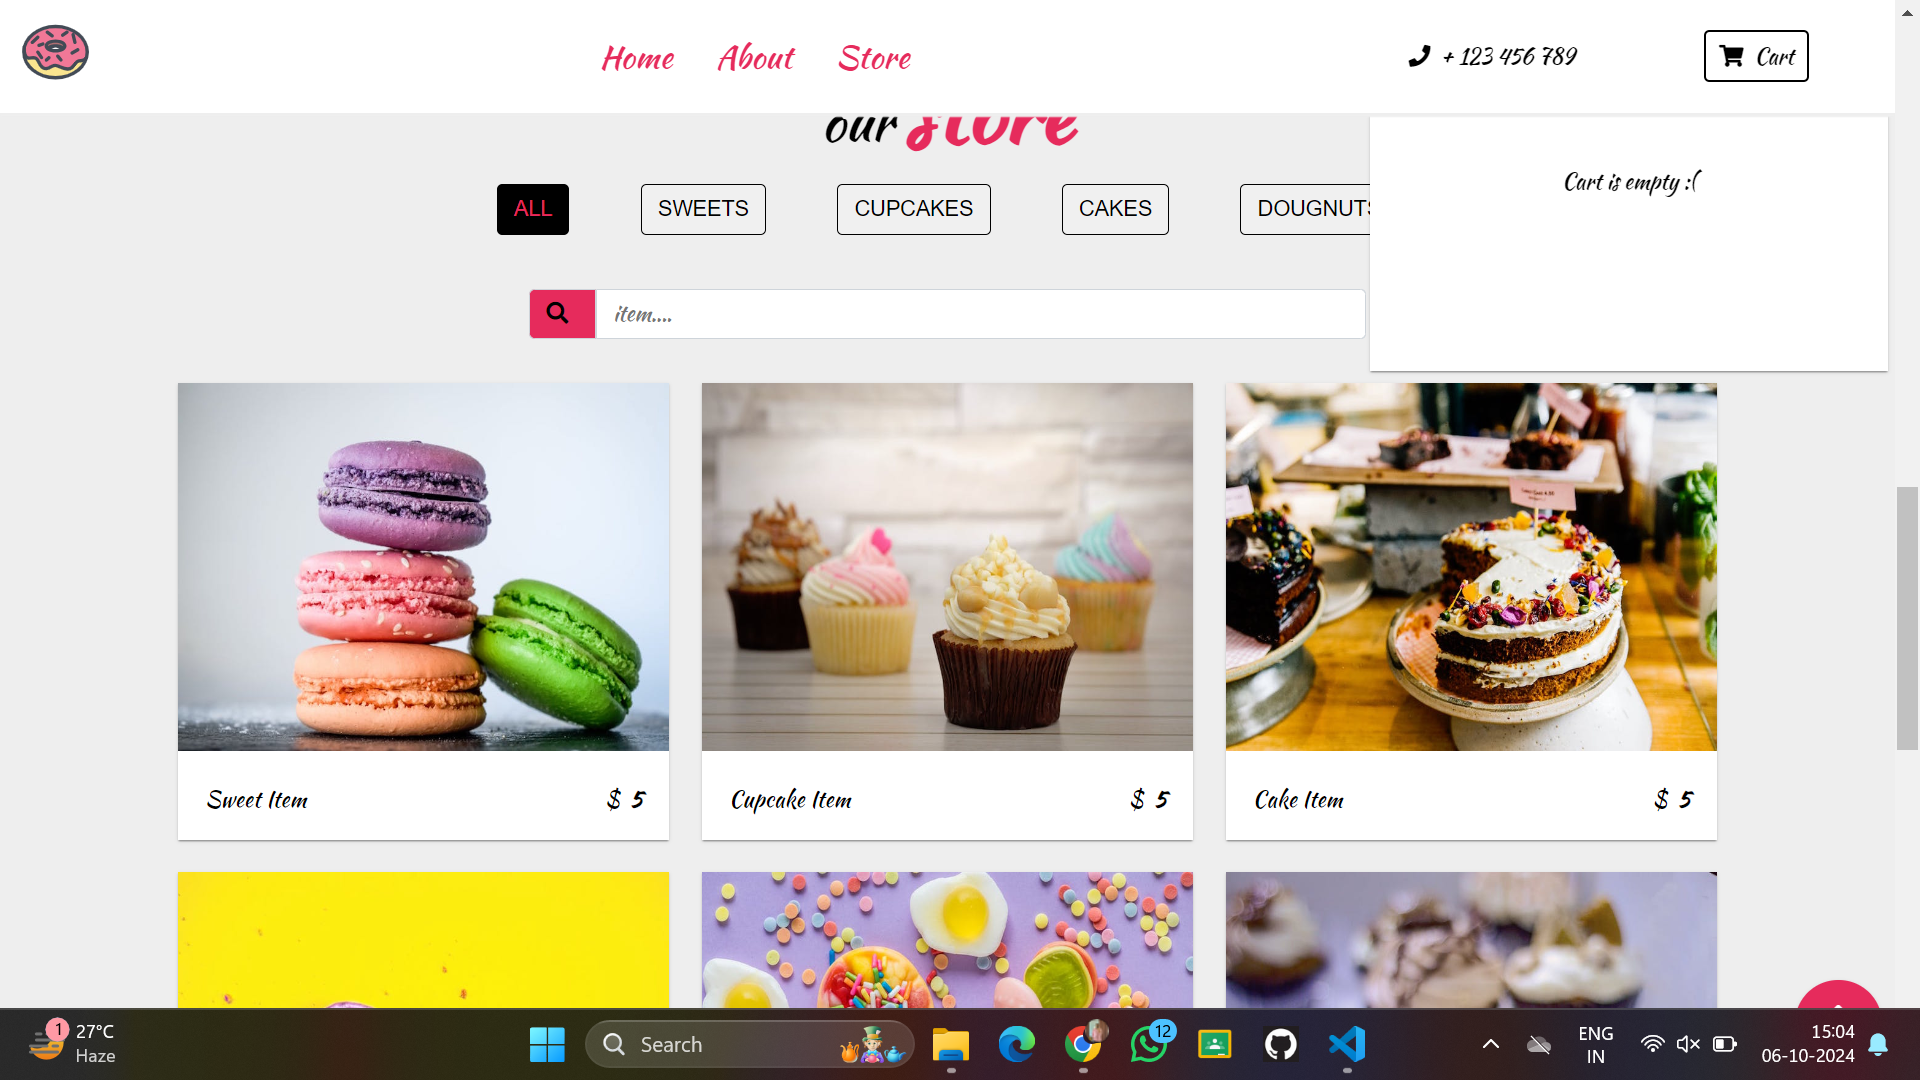 Home About Store
+ 123 456 789
Cart
our store
Cart is empty :(
ALL SWEETS CUPCAKES CAKES DOUGNUTS
item....
Sweet Item $ 5
Cupcake Item $ 5
Cake Item $ 5
1
27°C
Haze
Search
12
ENG
IN
15:04
06-10-2024